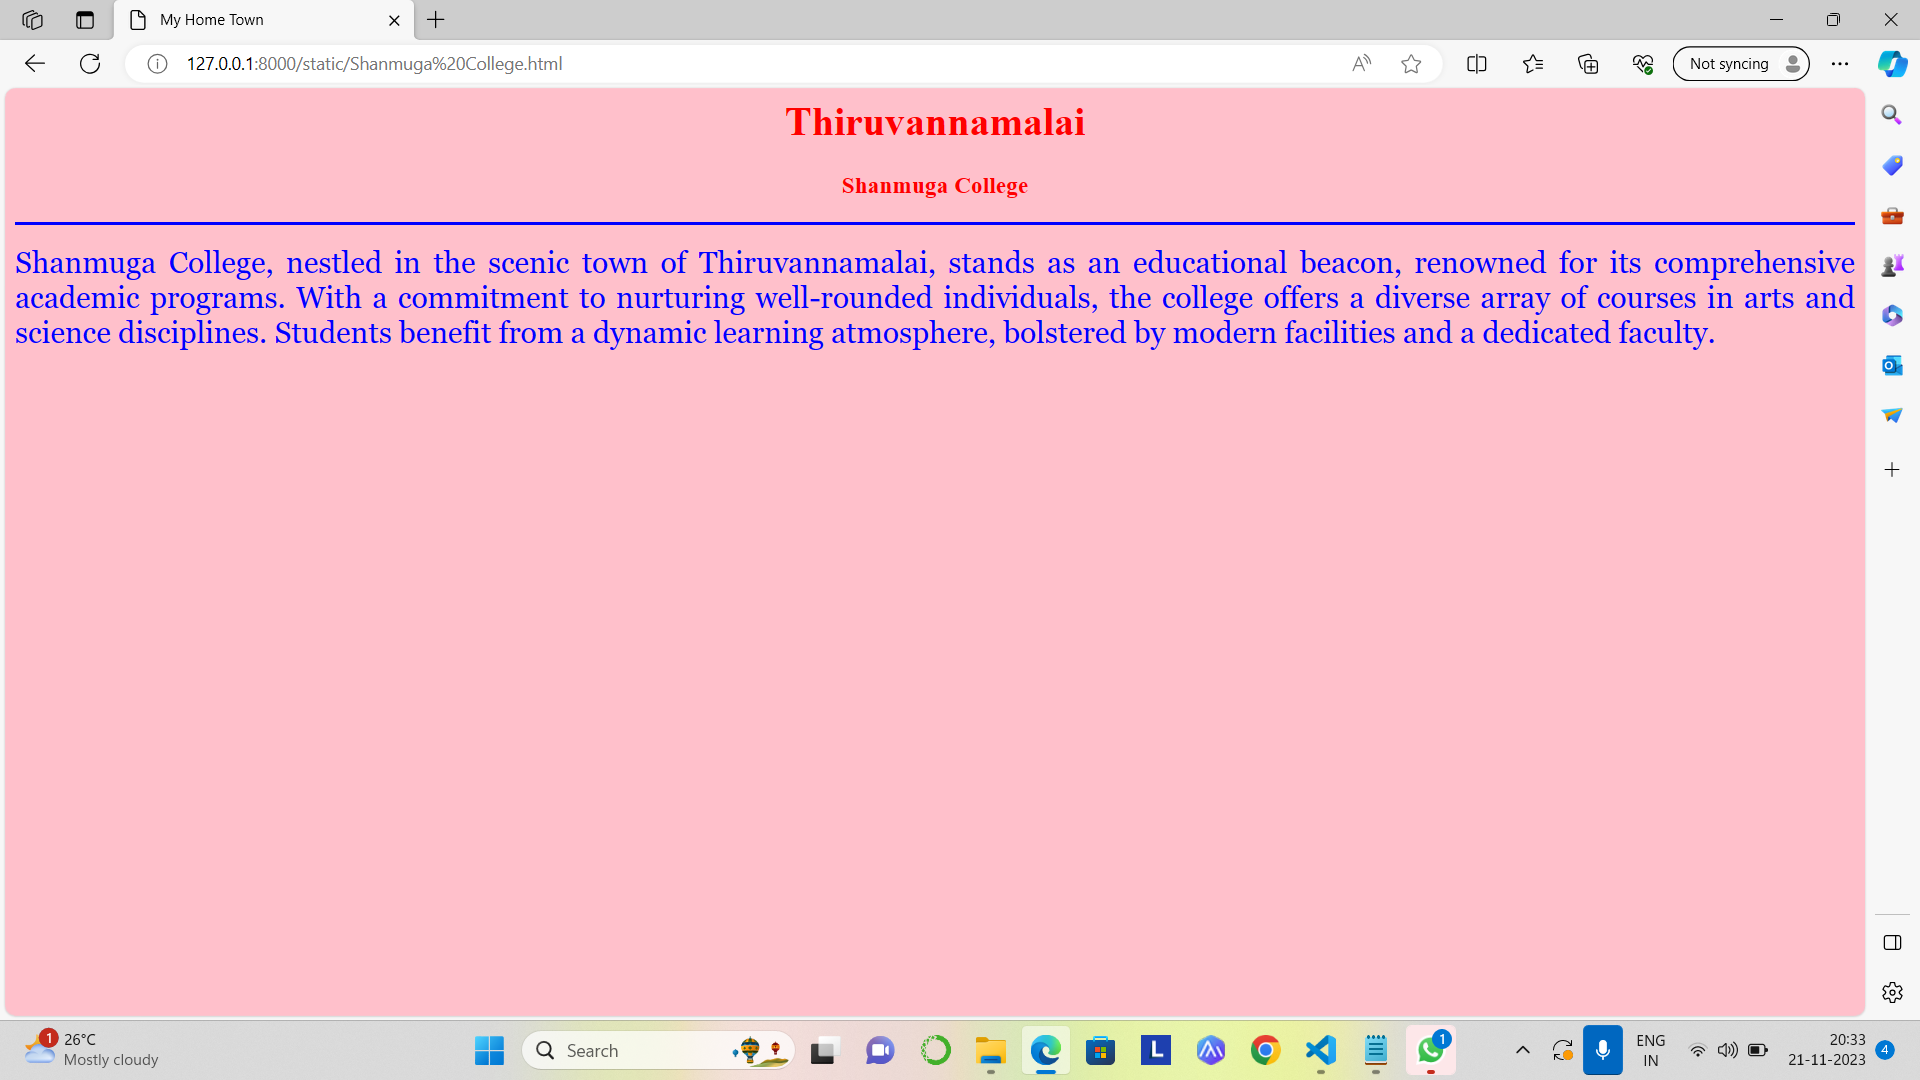 My Home Town
127.0.0.1:8000/static/Shanmuga%20College.html
Not syncing
Thiruvannamalai
Shanmuga College
Shanmuga College, nestled in the scenic town of Thiruvannamalai, stands as an educational beacon, renowned for its comprehensive
academic programs. With a commitment to nurturing well-rounded individuals, the college offers a diverse array of courses in arts and
science disciplines. Students benefit from a dynamic learning atmosphere, bolstered by modern facilities and a dedicated faculty.
1
26°C
Mostly cloudy
Search
L
1
ENG
IN
20:33
21-11-2023
4